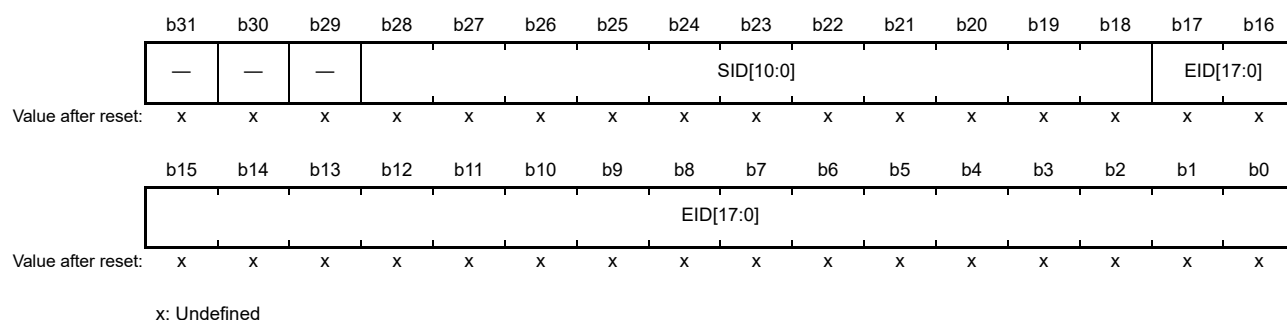 b31 b30 b29 b28 b27 b26 b25 b24 b23 b22 b21 b20 b19 b18 b17 b16
— — — SID[10:0] EID[17:0]
Value after reset: x x x x x x x x x x x x x x x x
b15 b14 b13 b12 b11 b10 b9 b8 b7 b6 b5 b4 b3 b2 b1 b0
EID[17:0]
Value after reset: x x x x x x x x x x x x x x x x
x: Undefined